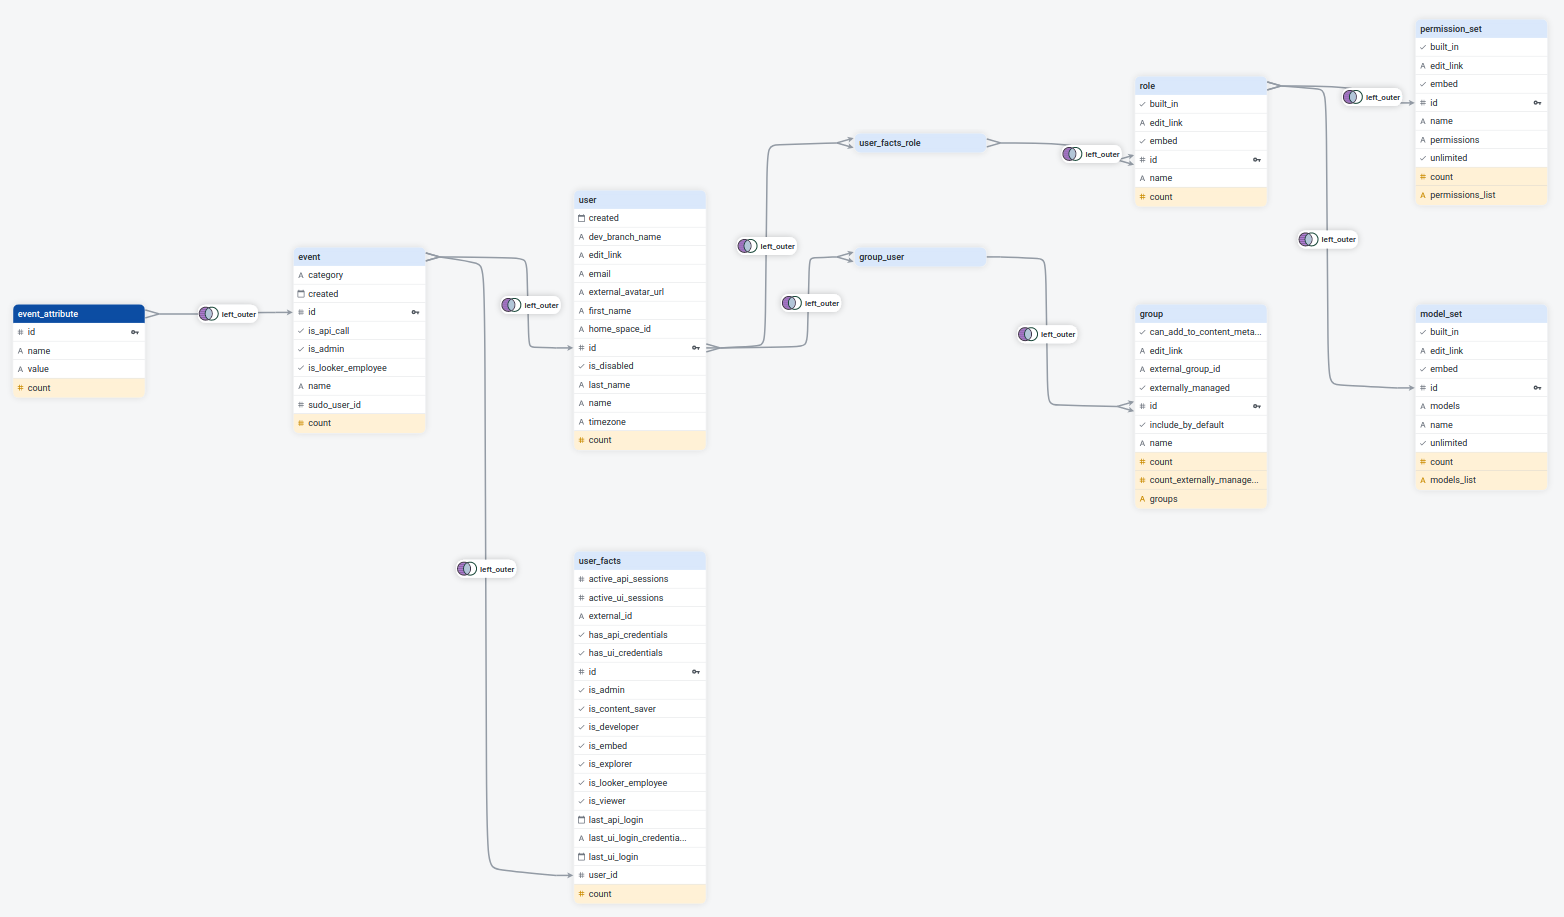 event_attribute
id
name
value
count
left_outer
event
category
created
id
is_api_call
is_admin
is_looker_employee
name
sudo_user_id
count
left_outer
left_outer
user
created
dev_branch_name
edit_link
email
external_avatar_url
first_name
home_space_id
id
is_disabled
last_name
name
timezone
count
user_facts
active_api_sessions
active_ui_sessions
external_id
has_api_credentials
has_ui_credentials
id
is_admin
is_content_saver
is_developer
is_embed
is_explorer
is_looker_employee
is_viewer
last_api_login
last_ui_login_credentia...
last_ui_login
user_id
count
left_outer
left_outer
user_facts_role
group_user
left_outer
left_outer
role
built_in
edit_link
embed
id
name
count
group
can_add_to_content_meta...
edit_link
external_group_id
externally_managed
id
include_by_default
name
count
count_externally_manage...
groups
left_outer
left_outer
permission_set
built_in
edit_link
embed
id
name
permissions
unlimited
count
permissions_list
model_set
built_in
edit_link
embed
id
models
name
unlimited
count
models_list